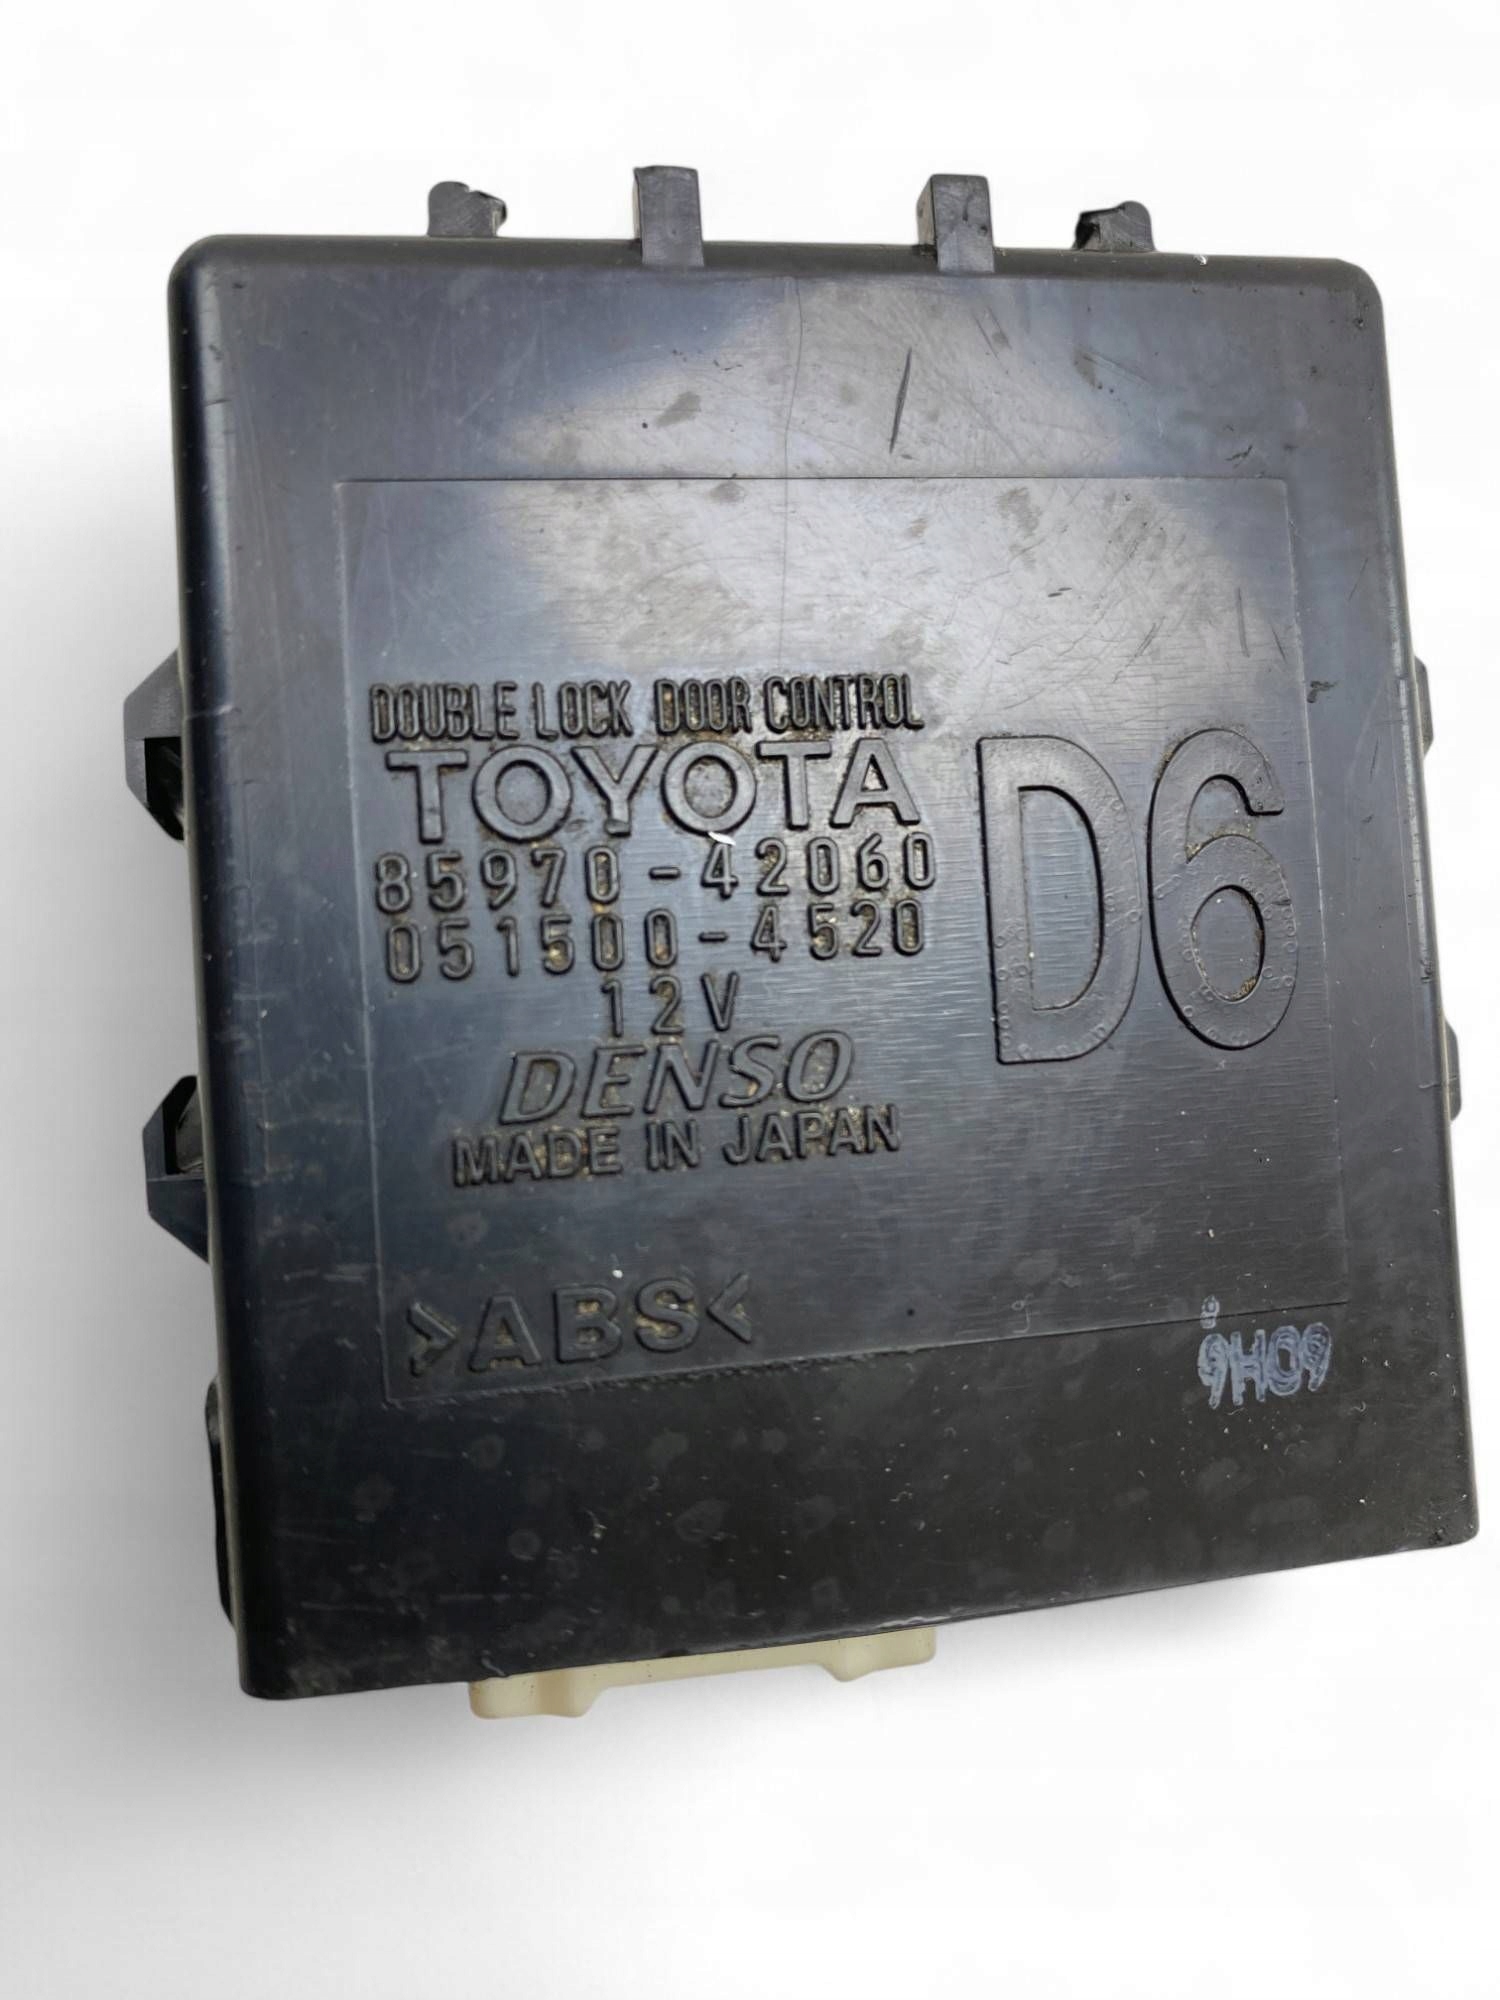 DOUBLE LOCK DOOR CONTROL
TOYOTA
85970-42060
051500-4520
12V
DENSO
MADE IN JAPAN
D6
>ABS<
9H09